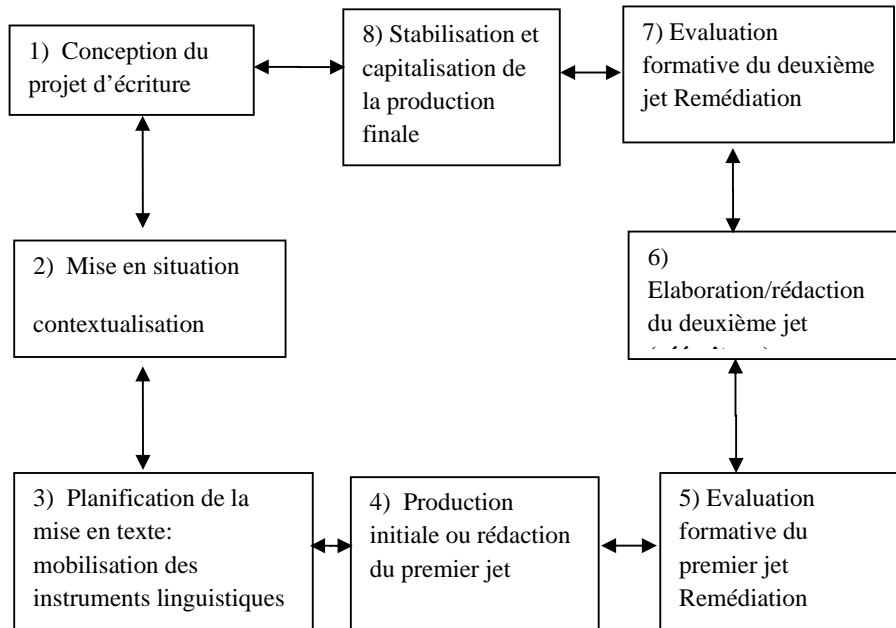 1) Conception du
projet d’écriture
8) Stabilisation et
capitalisation de
la production
finale
7) Evaluation
formative du deuxième
jet Remédiation
2) Mise en situation
contextualisation
6)
Elaboration/rédaction
du deuxième jet
3) Planification de la
mise en texte:
mobilisation des
instruments linguistiques
4) Production
initiale ou rédaction
du premier jet
5) Evaluation
formative du
premier jet
Remédiation